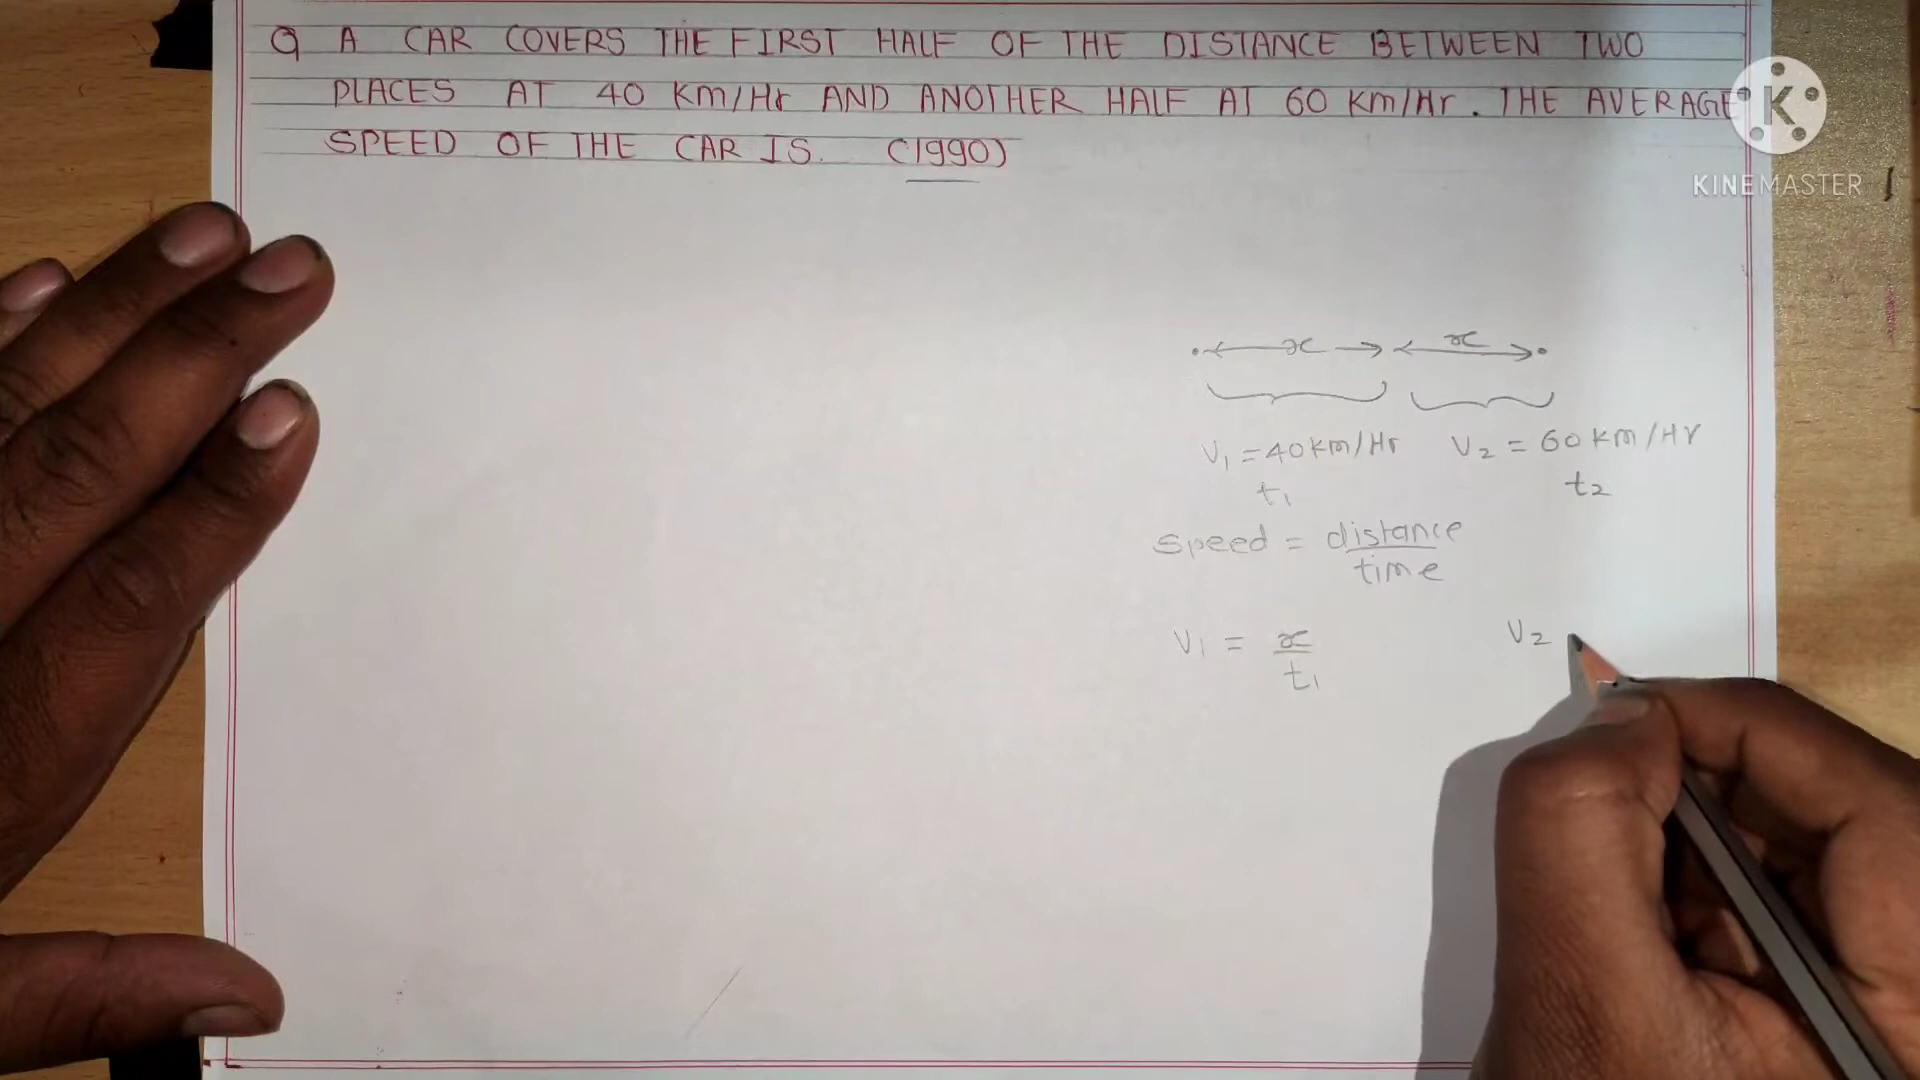 Q A CAR COVERS THE FIRST HALF OF THE DISTANCE BETWEEN TWO
PLACES AT 40 Km/Hr AND ANOTHER HALF AT 60 Km/Hr. THE AVERAGE
SPEED OF THE CAR IS. (1990)
K
KINEMASTER
x x
V₁ = 40 Km/Hr V₂ = 60 Km/Hr
t₁ t₂
speed = distance
time
V₁ = x
t₁
V₂